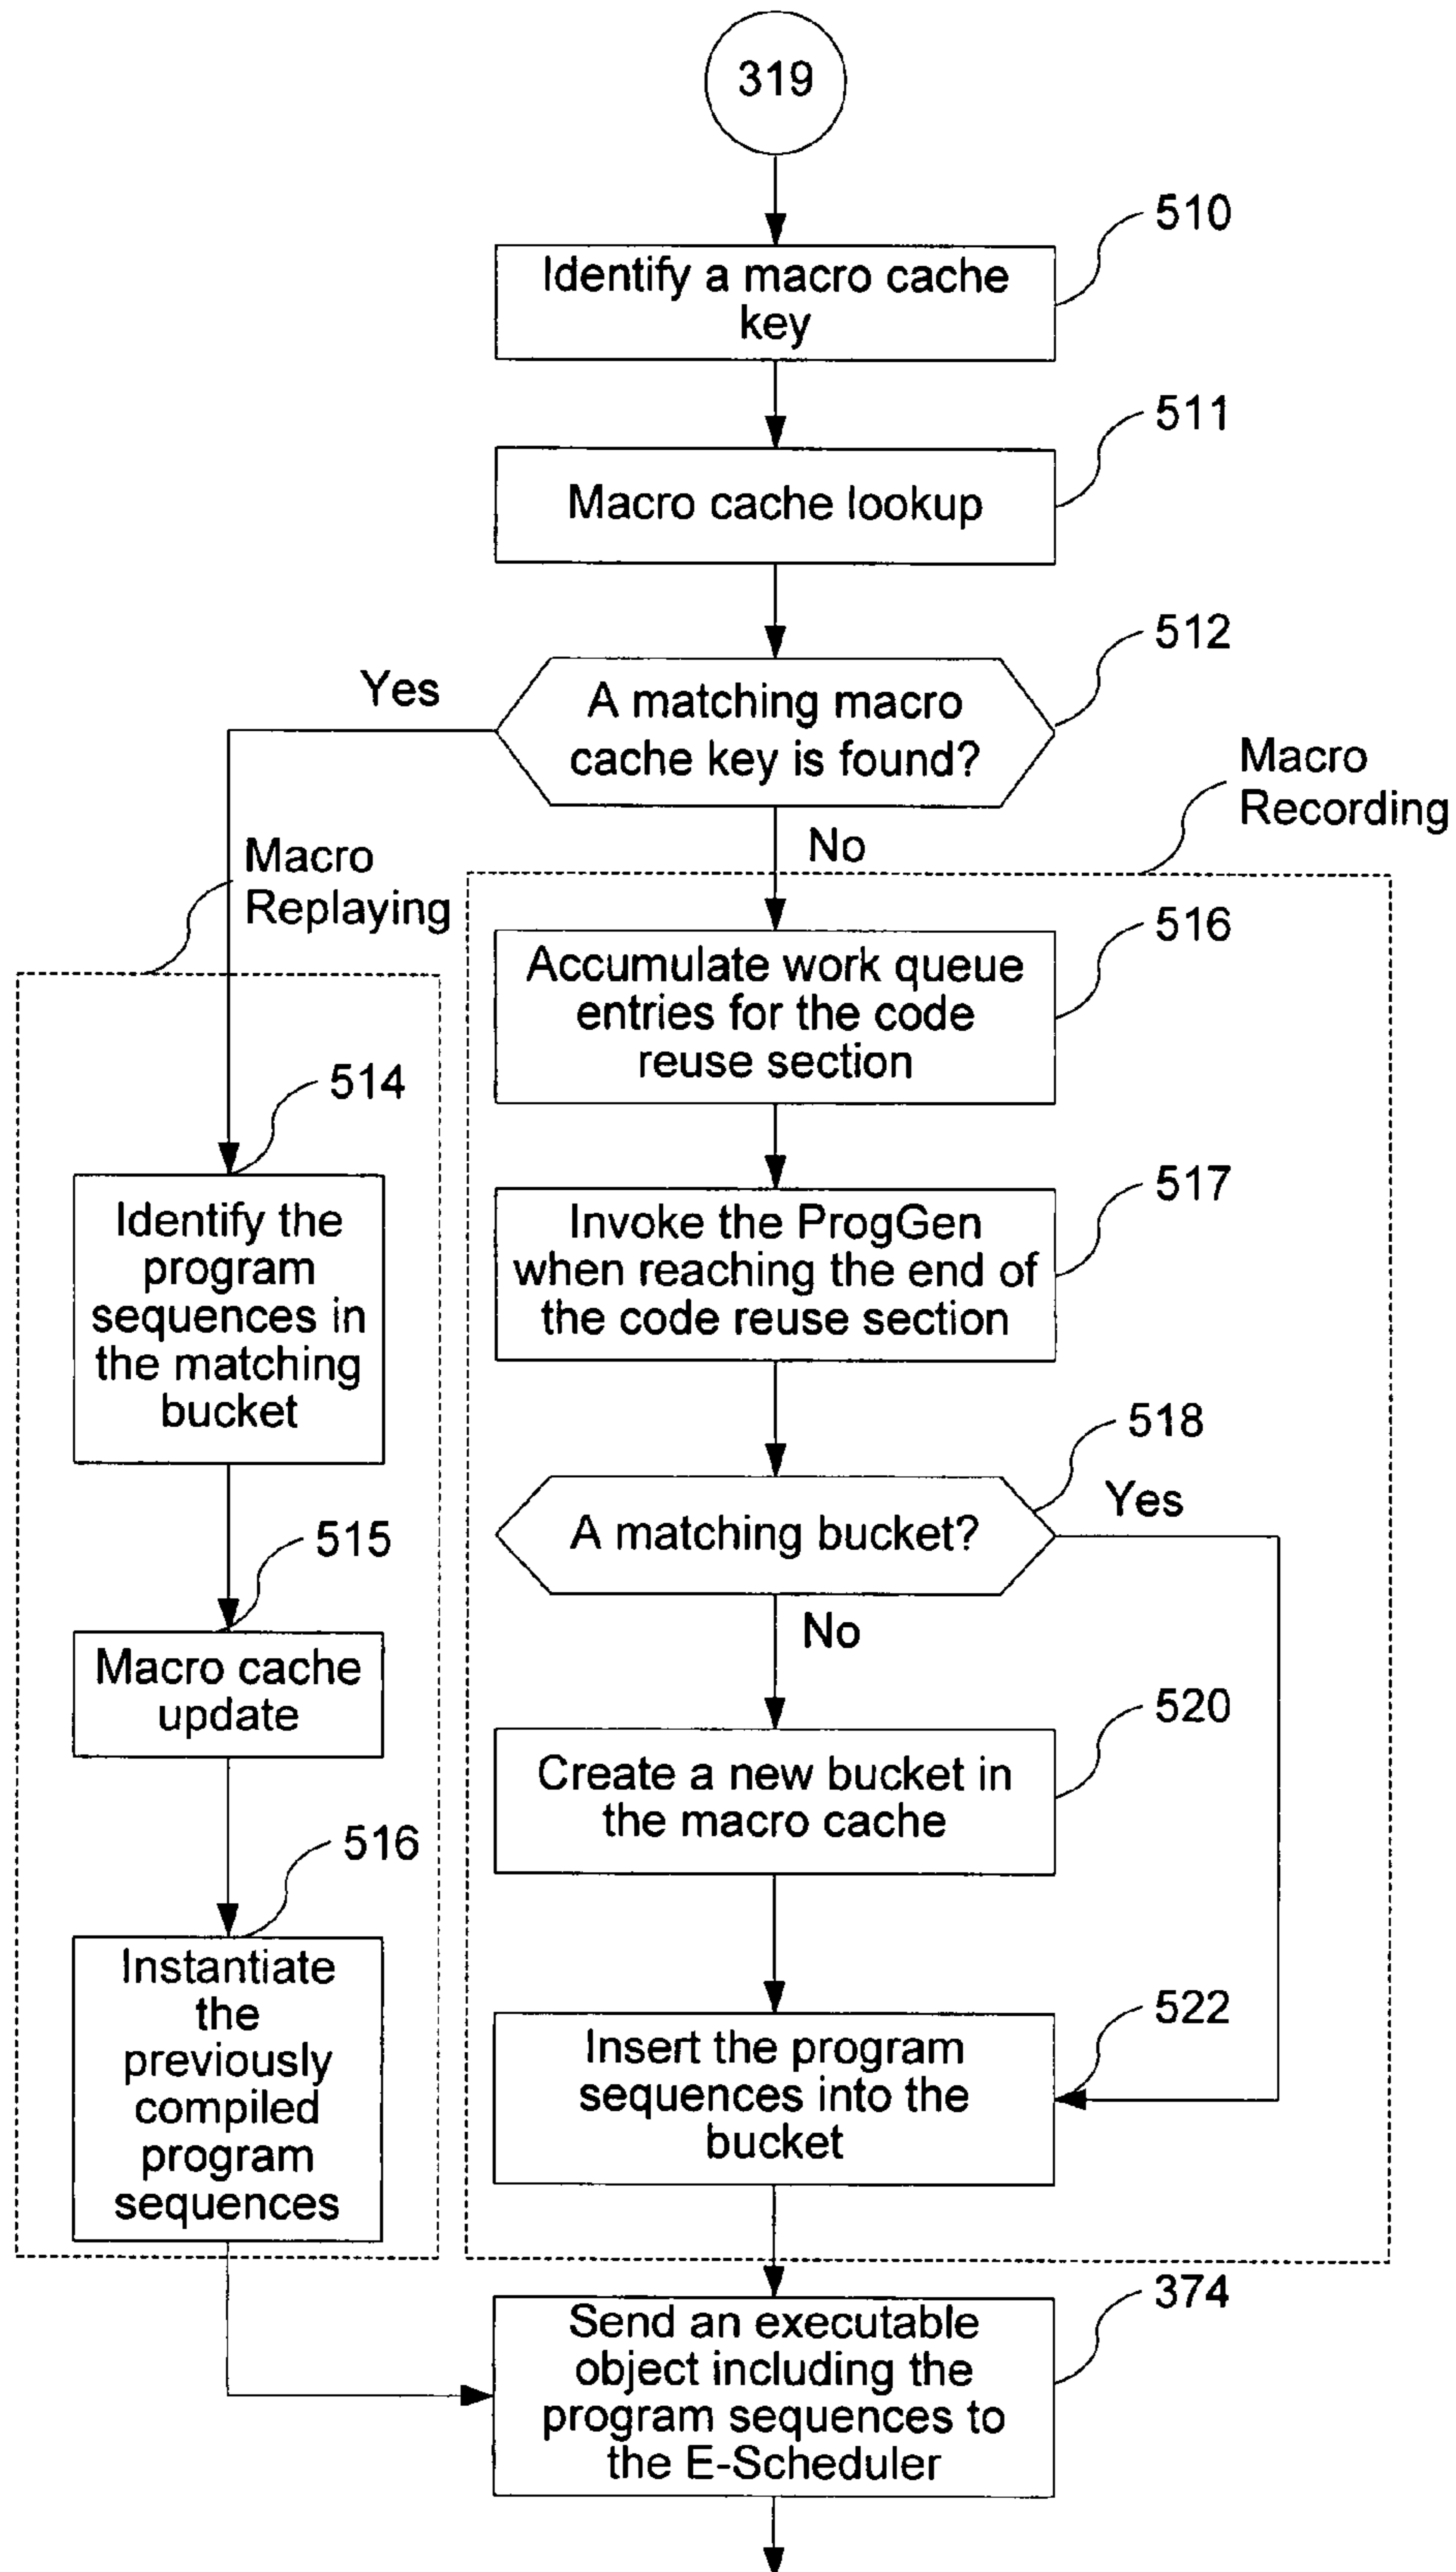 319
510
Identify a macro cache
key
511
Macro cache lookup
512
Yes
A matching macro
cache key is found?
Macro
Recording
No
Macro
Replaying
516
Accumulate work queue
entries for the code
reuse section
514
517
Identify the
program
sequences in
the matching
bucket
Invoke the ProgGen
when reaching the end of
the code reuse section
518
Yes
A matching bucket?
515
No
Macro cache
update
520
Create a new bucket in
the macro cache
516
Instantiate
the
previously
compiled
program
sequences
522
Insert the program
sequences into the
bucket
374
Send an executable
object including the
program sequences to
the E-Scheduler